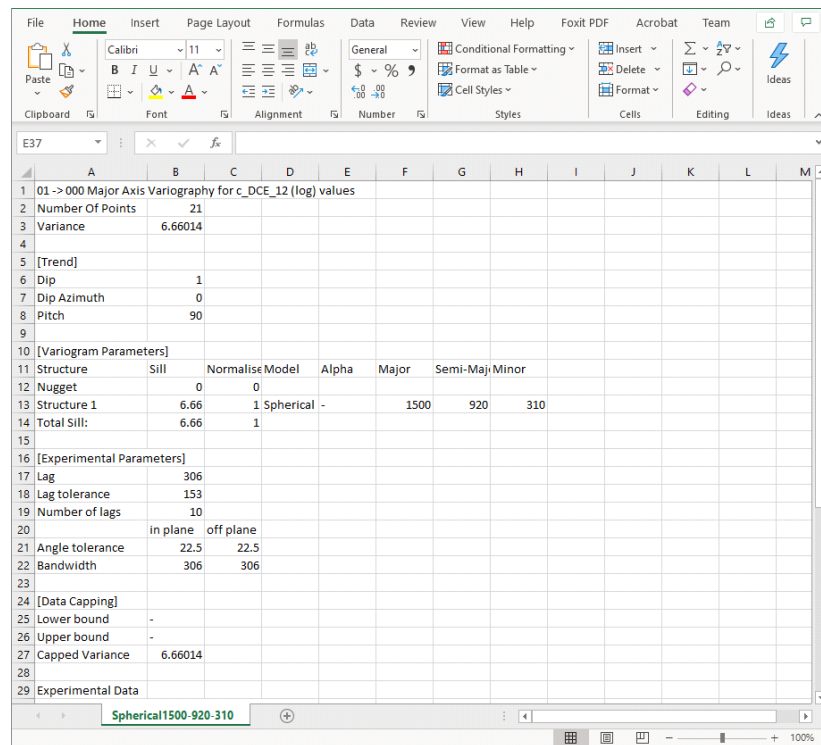 File Home Insert Page Layout Formulas Data Review View Help Foxit PDF Acrobat Team
Paste
Calibri 11
B I U A A
ab
General
$ % 9
Conditional Formatting
Format as Table
Cell Styles
Insert
Delete
Format
Ideas
Clipboard Font Alignment Number Styles Cells Editing Ideas
E37 fx
A B C D E F G H I J K L M
1 01 -> 000 Major Axis Variography for c_DCE_12 (log) values
2 Number Of Points 21
3 Variance 6.66014
4
5 [Trend]
6 Dip 1
7 Dip Azimuth 0
8 Pitch 90
9
10 [Variogram Parameters]
11 Structure Sill Normalise Model Alpha Major Semi-Maj Minor
12 Nugget 0 0
13 Structure 1 6.66 1 Spherical - 1500 920 310
14 Total Sill: 6.66 1
15
16 [Experimental Parameters]
17 Lag 306
18 Lag tolerance 153
19 Number of lags 10
20 in plane off plane
21 Angle tolerance 22.5 22.5
22 Bandwidth 306 306
23
24 [Data Capping]
25 Lower bound -
26 Upper bound -
27 Capped Variance 6.66014
28
29 Experimental Data
Spherical1500-920-310
100%